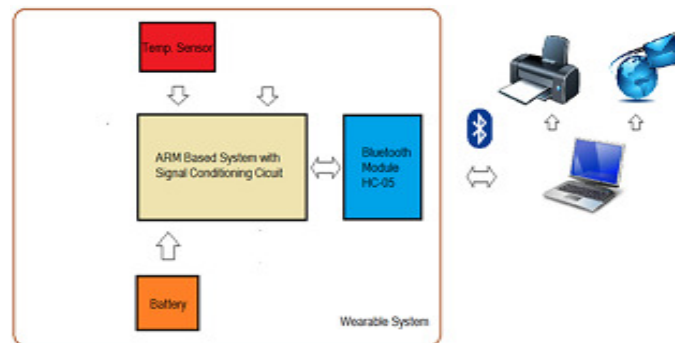 Temp. Sensor
ARM Based System with
Signal Conditioning Cicuit
Bluetooth
Module
HC-05
Battery
Wearable System